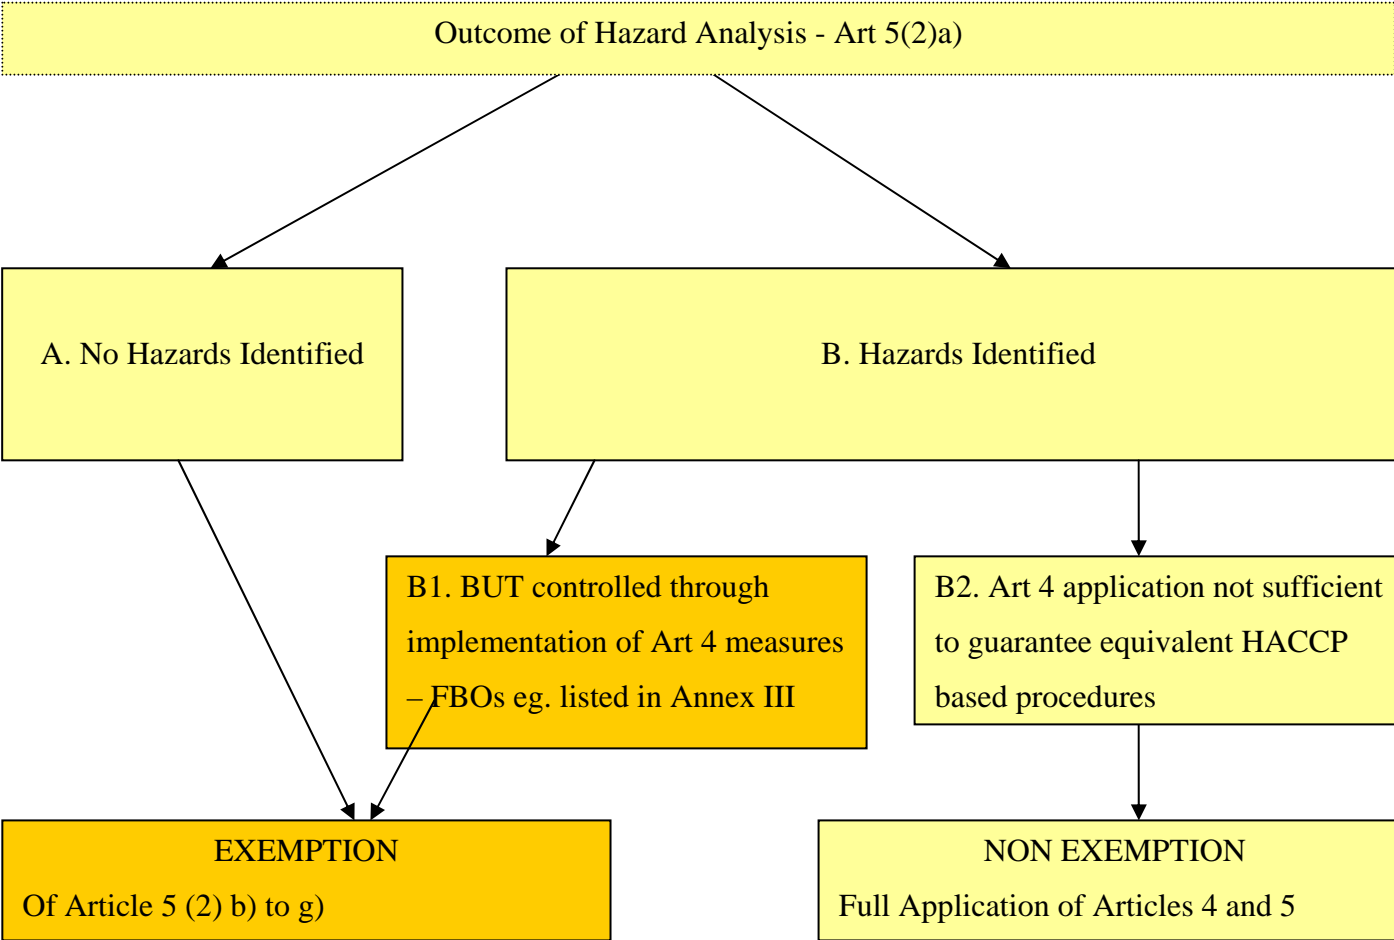 Outcome of Hazard Analysis - Art 5(2)a)
A. No Hazards Identified
B. Hazards Identified
B1. BUT controlled through
implementation of Art 4 measures
– FBOs eg. listed in Annex III
B2. Art 4 application not sufficient
to guarantee equivalent HACCP
based procedures
EXEMPTION
Of Article 5 (2) b) to g)
NON EXEMPTION
Full Application of Articles 4 and 5